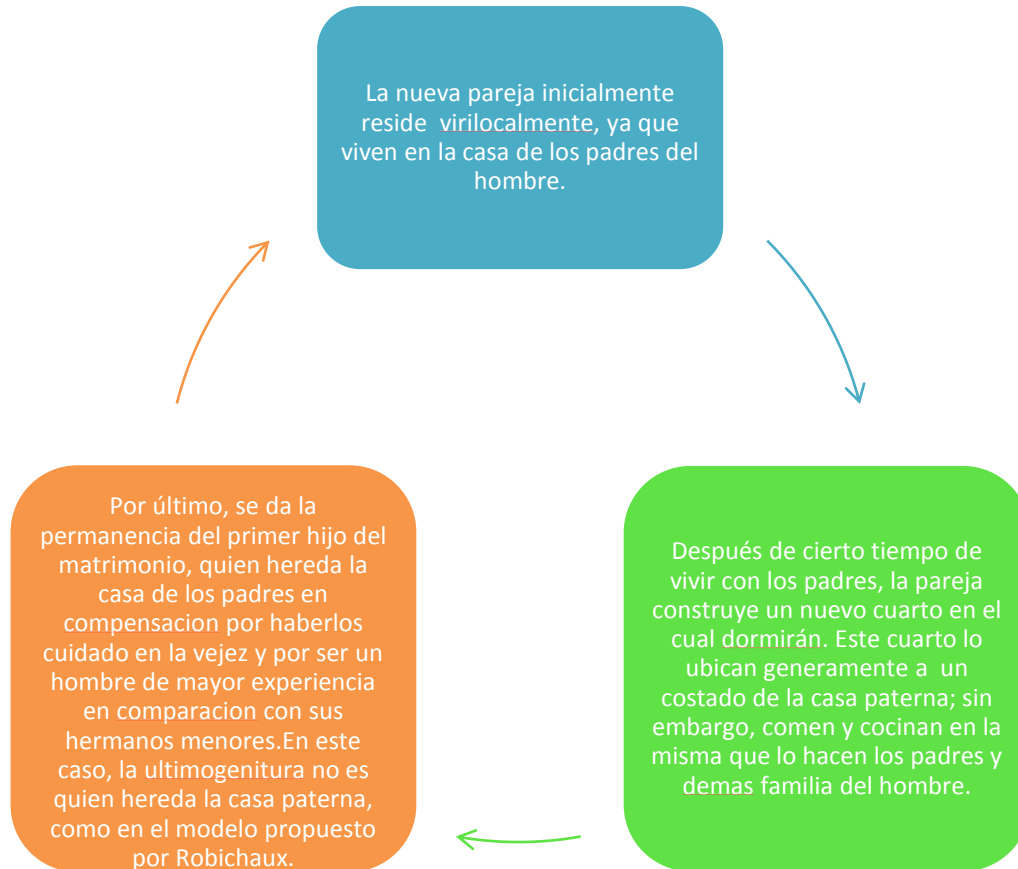 La nueva pareja inicialmente
reside  virilocalmente, ya que
viven en la casa de los padres del
hombre.
Después de cierto tiempo de
vivir con los padres, la pareja
construye un nuevo cuarto en el
cual dormirán. Este cuarto lo
ubican generamente a  un
costado de la casa paterna; sin
embargo, comen y cocinan en la
misma que lo hacen los padres y
demas familia del hombre.
Por último, se da la
permanencia del primer hijo del
matrimonio, quien hereda la
casa de los padres en
compensacion por haberlos
cuidado en la vejez y por ser un
hombre de mayor experiencia
en comparacion con sus
hermanos menores.En este
caso, la ultimogenitura no es
quien hereda la casa paterna,
como en el modelo propuesto
por Robichaux.